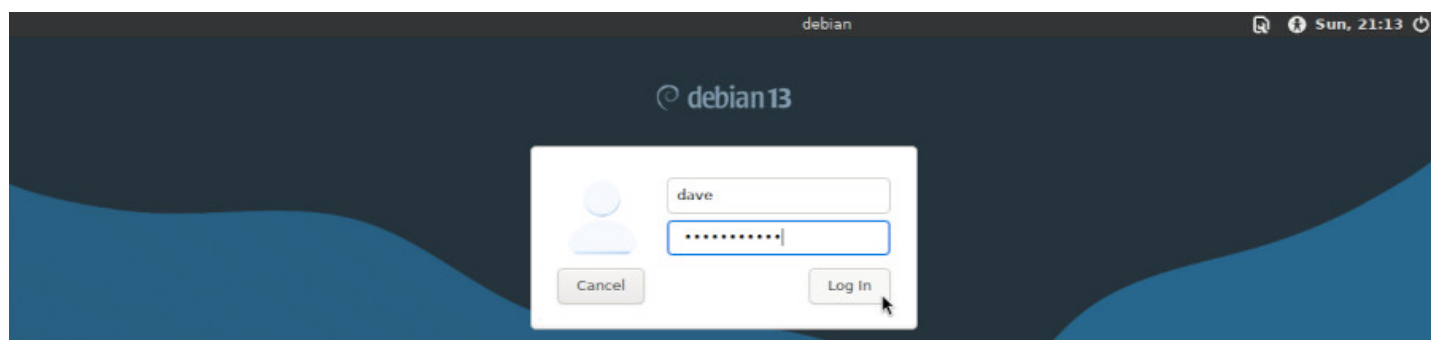 debian
Sun, 21:13
debian 13
dave
•••••••••••
Cancel
Log In